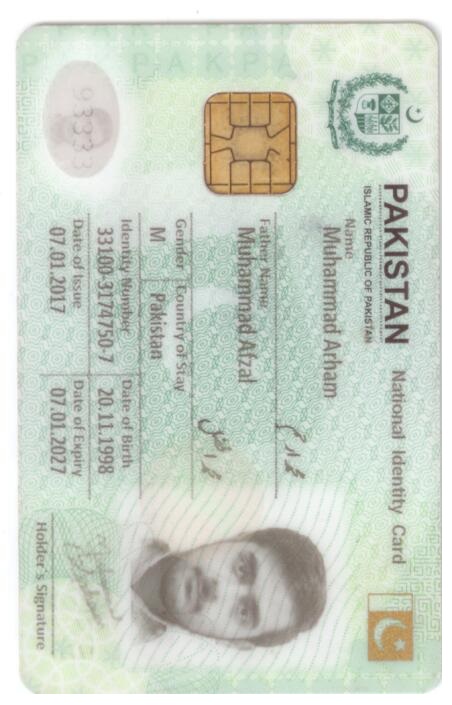 PAKISTAN National Identity Card
ISLAMIC REPUBLIC OF PAKISTAN
Name
Muhammad Arham
محمد ارحم
Father Name
Muhammad Afzal
محمد افضل
Gender Country of Stay
M Pakistan
Identity Number Date of Birth
33100-3174750-7 20.11.1998
Date of Issue Date of Expiry
07.01.2017 07.01.2027
93333
Holder's Signature